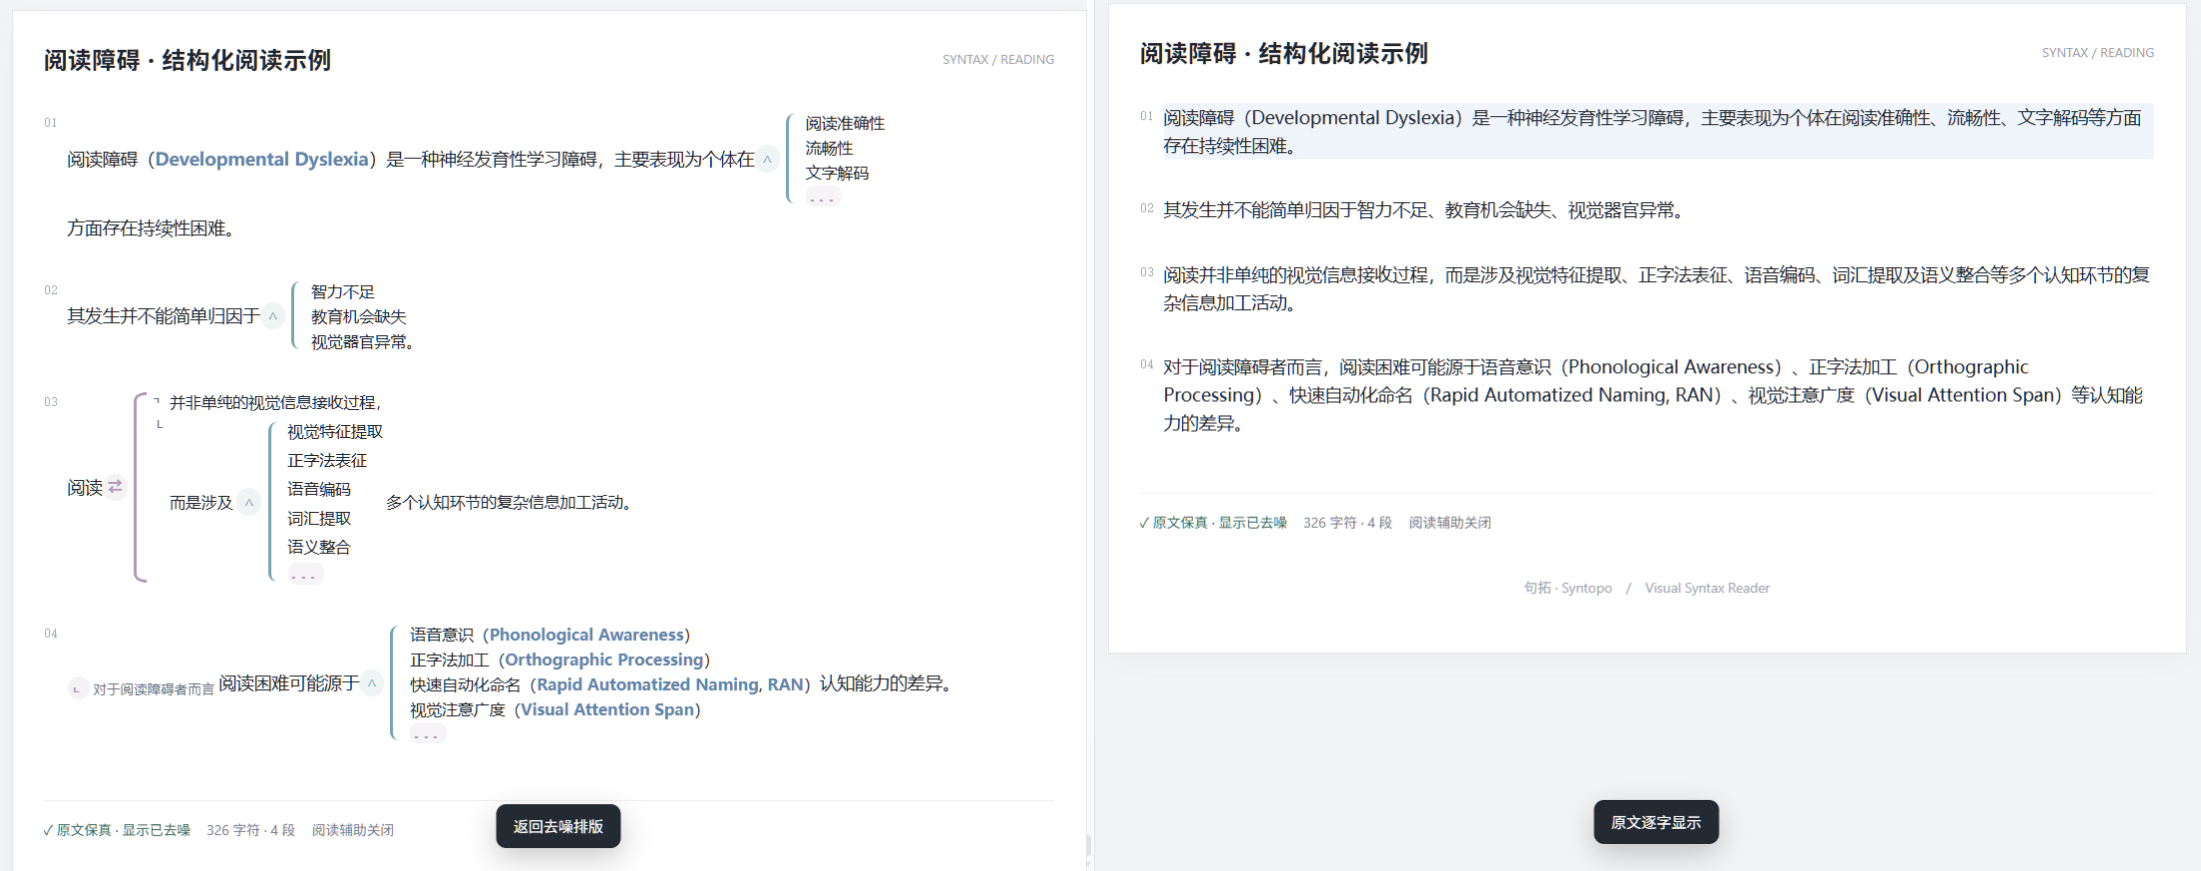 阅读障碍 · 结构化阅读示例
SYNTAX / READING
01
阅读障碍（Developmental Dyslexia）是一种神经发育性学习障碍，主要表现为个体在
阅读准确性
流畅性
文字解码
...
方面存在持续性困难。
02
其发生并不能简单归因于
智力不足
教育机会缺失
视觉器官异常。
03
阅读
并非单纯的视觉信息接收过程，
而是涉及
视觉特征提取
正字法表征
语音编码
词汇提取
语义整合
...
多个认知环节的复杂信息加工活动。
04
对于阅读障碍者而言
阅读困难可能源于
语音意识（Phonological Awareness）
正字法加工（Orthographic Processing）
快速自动化命名（Rapid Automatized Naming, RAN）
视觉注意广度（Visual Attention Span）
...
认知能力的差异。
✓ 原文保真 · 显示已去噪 326 字符 · 4 段 阅读辅助关闭
返回去噪排版
阅读障碍 · 结构化阅读示例
SYNTAX / READING
01
阅读障碍（Developmental Dyslexia）是一种神经发育性学习障碍，主要表现为个体在阅读准确性、流畅性、文字解码等方面
存在持续性困难。
02
其发生并不能简单归因于智力不足、教育机会缺失、视觉器官异常。
03
阅读并非单纯的视觉信息接收过程，而是涉及视觉特征提取、正字法表征、语音编码、词汇提取及语义整合等多个认知环节的复
杂信息加工活动。
04
对于阅读障碍者而言，阅读困难可能源于语音意识（Phonological Awareness）、正字法加工（Orthographic
Processing）、快速自动化命名（Rapid Automatized Naming, RAN）、视觉注意广度（Visual Attention Span）等认知能
力的差异。
✓ 原文保真 · 显示已去噪 326 字符 · 4 段 阅读辅助关闭
句拓 · Syntopo / Visual Syntax Reader
原文逐字显示